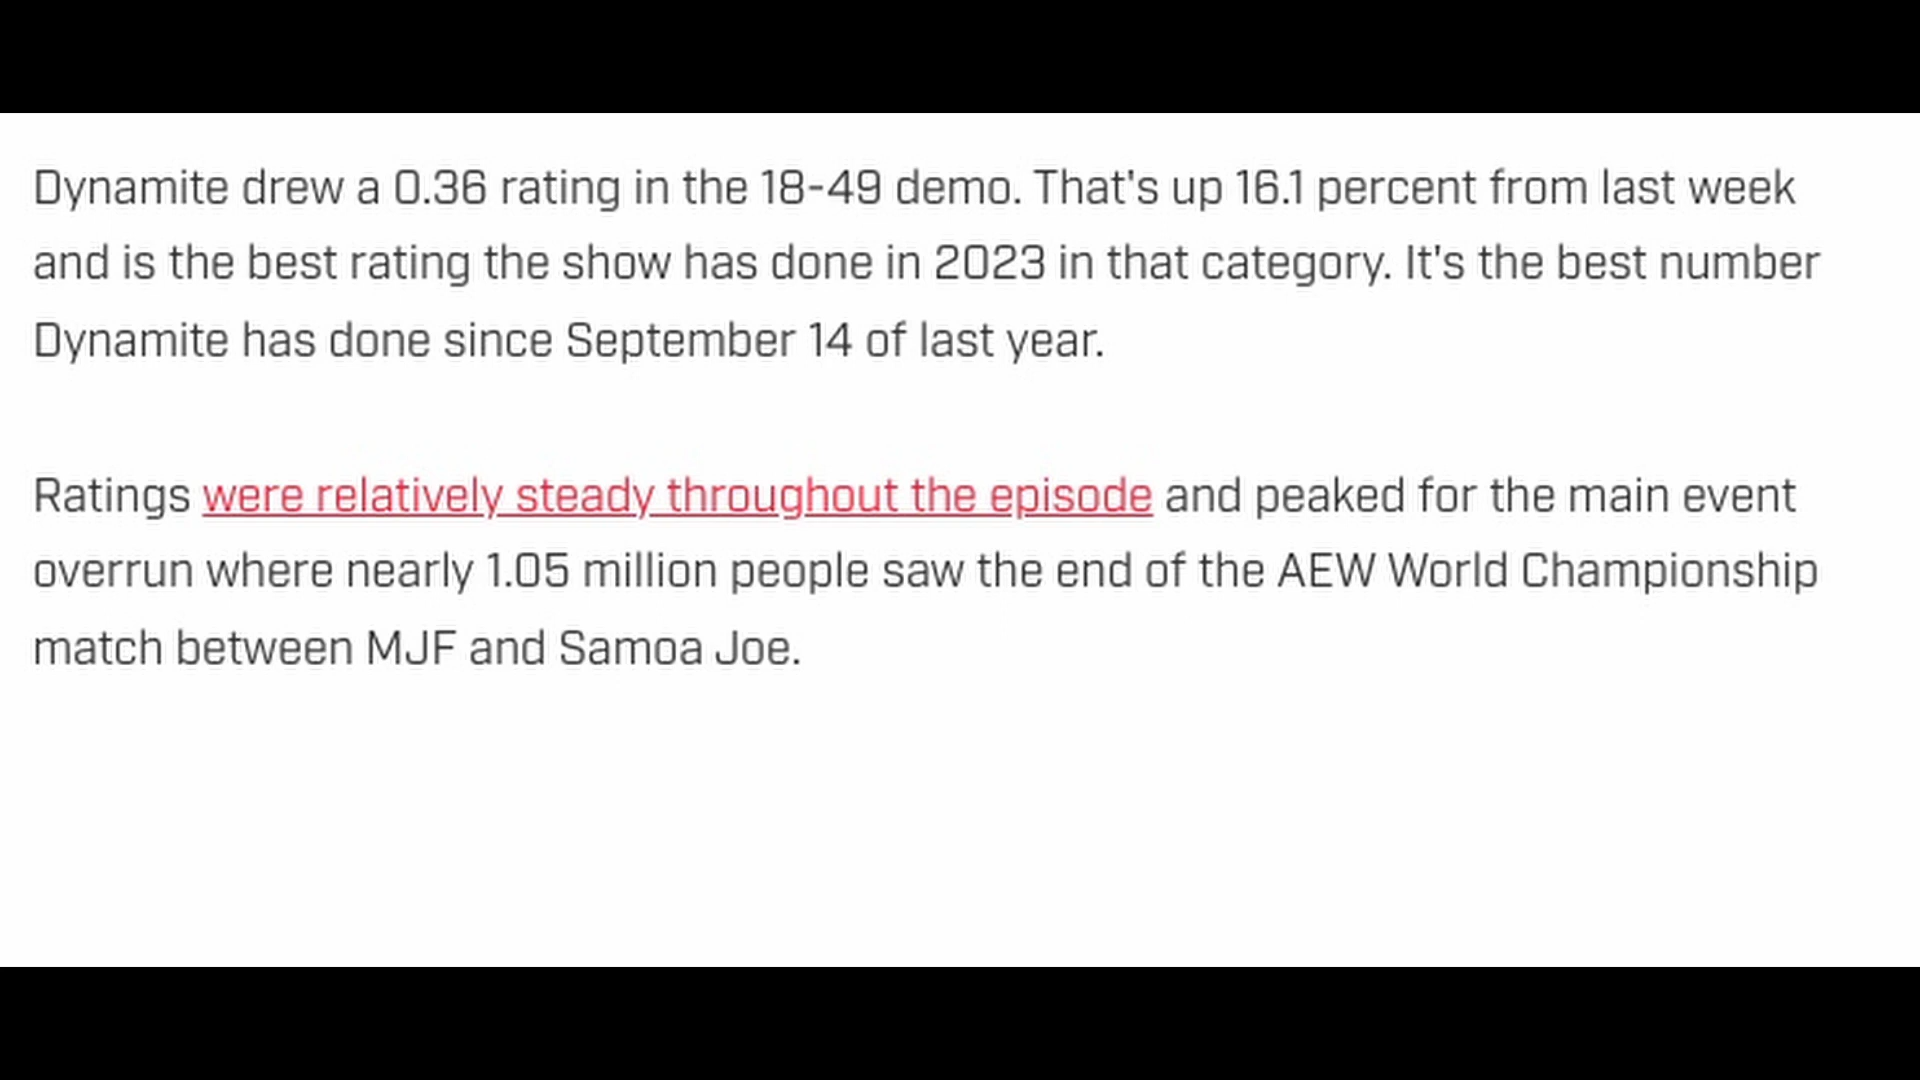 Dynamite drew a 0.36 rating in the 18-49 demo. That's up 16.1 percent from last week
and is the best rating the show has done in 2023 in that category. It's the best number
Dynamite has done since September 14 of last year.
Ratings were relatively steady throughout the episode and peaked for the main event
overrun where nearly 1.05 million people saw the end of the AEW World Championship
match between MJF and Samoa Joe.